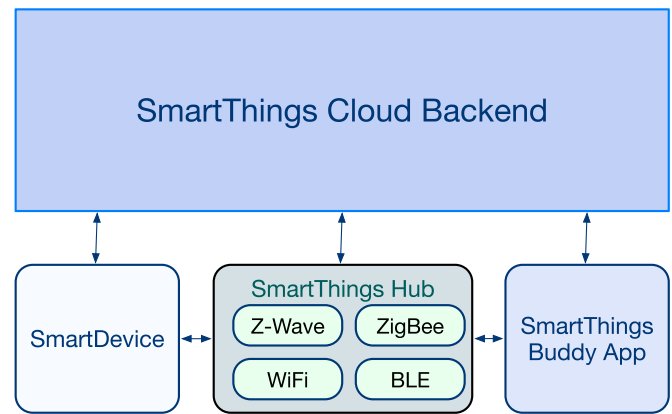 SmartThings Cloud Backend
SmartDevice
SmartThings Hub
Z-Wave
ZigBee
WiFi
BLE
SmartThings
Buddy App